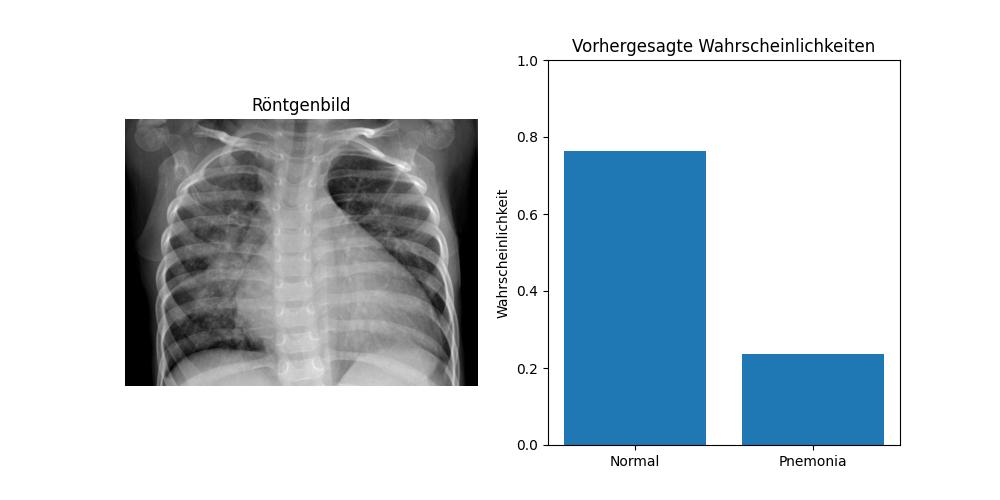 Röntgenbild
Vorhergesagte Wahrscheinlichkeiten
1.0
0.8
0.6
0.4
0.2
0.0
Wahrscheinlichkeit
Normal
Pnemonia